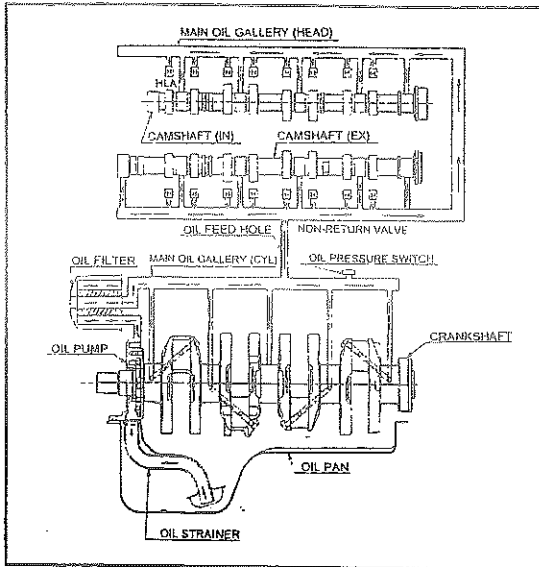 MAIN OIL GALLERY (HEAD)
HLA
CAMSHAFT (IN)
CAMSHAFT (EX)
OIL FEED HOLE
NON-RETURN VALVE
OIL FILTER
MAIN OIL GALLERY (CYL)
OIL PRESSURE SWITCH
OIL PUMP
CRANKSHAFT
OIL PAN
OIL STRAINER